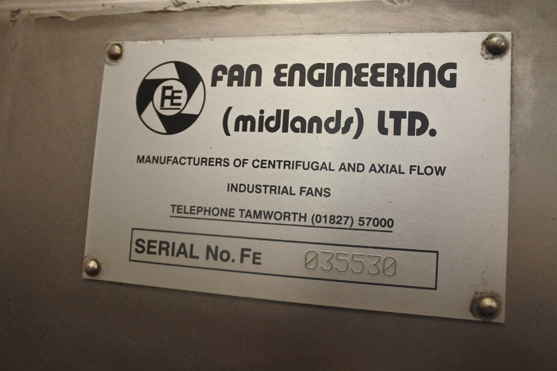 FE
FAN ENGINEERING
(midlands) LTD.
MANUFACTURERS OF CENTRIFUGAL AND AXIAL FLOW
INDUSTRIAL FANS
TELEPHONE TAMWORTH (01827) 57000
SERIAL No. FE 035530